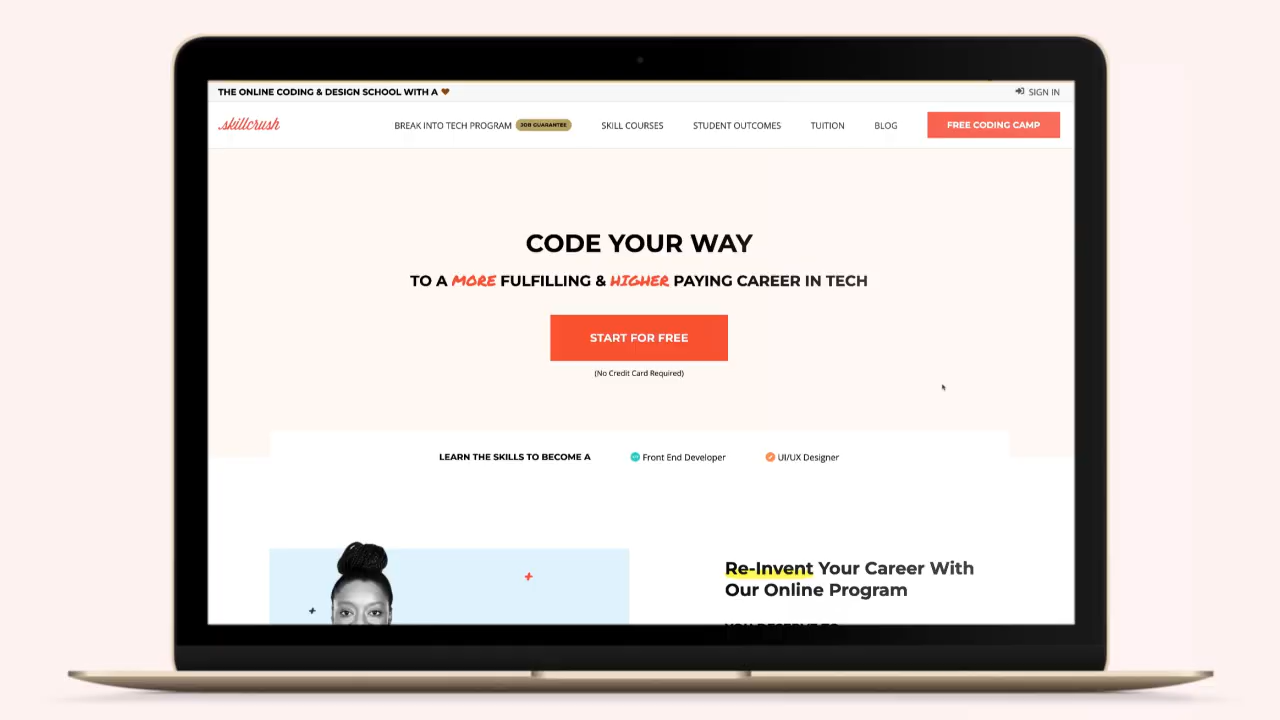 THE ONLINE CODING & DESIGN SCHOOL WITH A
SIGN IN
skillcrush
BREAK INTO TECH PROGRAM JOB GUARANTEE
SKILL COURSES
STUDENT OUTCOMES
TUITION
BLOG
FREE CODING CAMP
CODE YOUR WAY
TO A MORE FULFILLING & HIGHER PAYING CAREER IN TECH
START FOR FREE
(No Credit Card Required)
LEARN THE SKILLS TO BECOME A
Front End Developer
UI/UX Designer
Re-Invent Your Career With
Our Online Program
YOU DESERVE TO